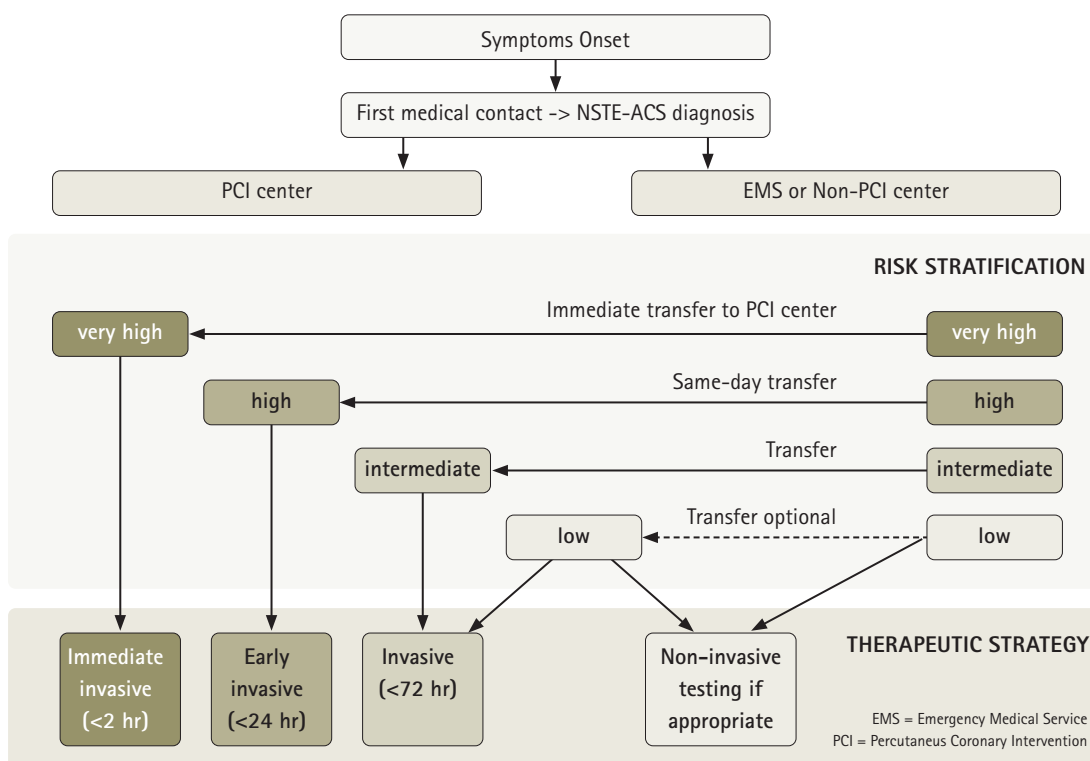 Symptoms Onset
First medical contact -> NSTE-ACS diagnosis
PCI center
EMS or Non-PCI center
RISK STRATIFICATION
Immediate transfer to PCI center
very high
very high
Same-day transfer
high
high
Transfer
intermediate
intermediate
Transfer optional
low
low
THERAPEUTIC STRATEGY
Immediate
invasive
(<2 hr)
Early
invasive
(<24 hr)
Invasive
(<72 hr)
Non-invasive
testing if
appropriate
EMS = Emergency Medical Service
PCI = Percutaneus Coronary Intervention